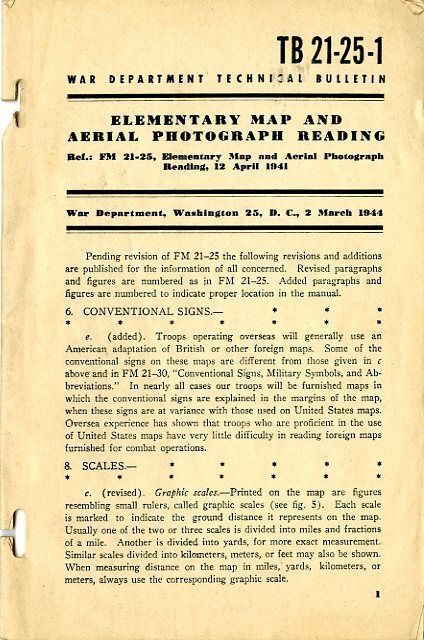 TB 21-25-1
WAR DEPARTMENT TECHNICAL BULLETIN
ELEMENTARY MAP AND
AERIAL PHOTOGRAPH READING
Ref.: FM 21-25, Elementary Map and Aerial Photograph
Reading, 12 April 1941
War Department, Washington 25, D. C., 2 March 1944
Pending revision of FM 21-25 the following revisions and additions
are published for the information of all concerned. Revised paragraphs
and figures are numbered as in FM 21-25. Added paragraphs and
figures are numbered to indicate proper location in the manual.
6. CONVENTIONAL SIGNS.— * * *
* * * * * * *
e. (added). Troops operating overseas will generally use an
American adaptation of British or other foreign maps. Some of the
conventional signs on these maps are different from those given in c
above and in FM 21-30, "Conventional Signs, Military Symbols, and Ab-
breviations." In nearly all cases our troops will be furnished maps in
which the conventional signs are explained in the margins of the map,
when these signs are at variance with those used on United States maps.
Oversea experience has shown that troops who are proficient in the use
of United States maps have very little difficulty in reading foreign maps
furnished for combat operations.
8. SCALES.— * * * * *
* * * * * * *
c. (revised). Graphic scales.—Printed on the map are figures
resembling small rulers, called graphic scales (see fig. 5). Each scale
is marked to indicate the ground distance it represents on the map.
Usually one of the two or three scales is divided into miles and fractions
of a mile. Another is divided into yards, for more exact measurement.
Similar scales divided into kilometers, meters, or feet may also be shown.
When measuring distance on the map in miles, yards, kilometers, or
meters, always use the corresponding graphic scale.
1